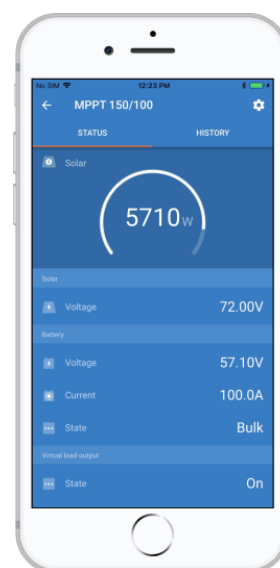 No SIM 12:23 PM
MPPT 150/100
STATUS HISTORY
Solar
5710W
Solar
Voltage 72.00V
Battery
Voltage 57.10V
Current 100.0A
State Bulk
Virtual load output
State On